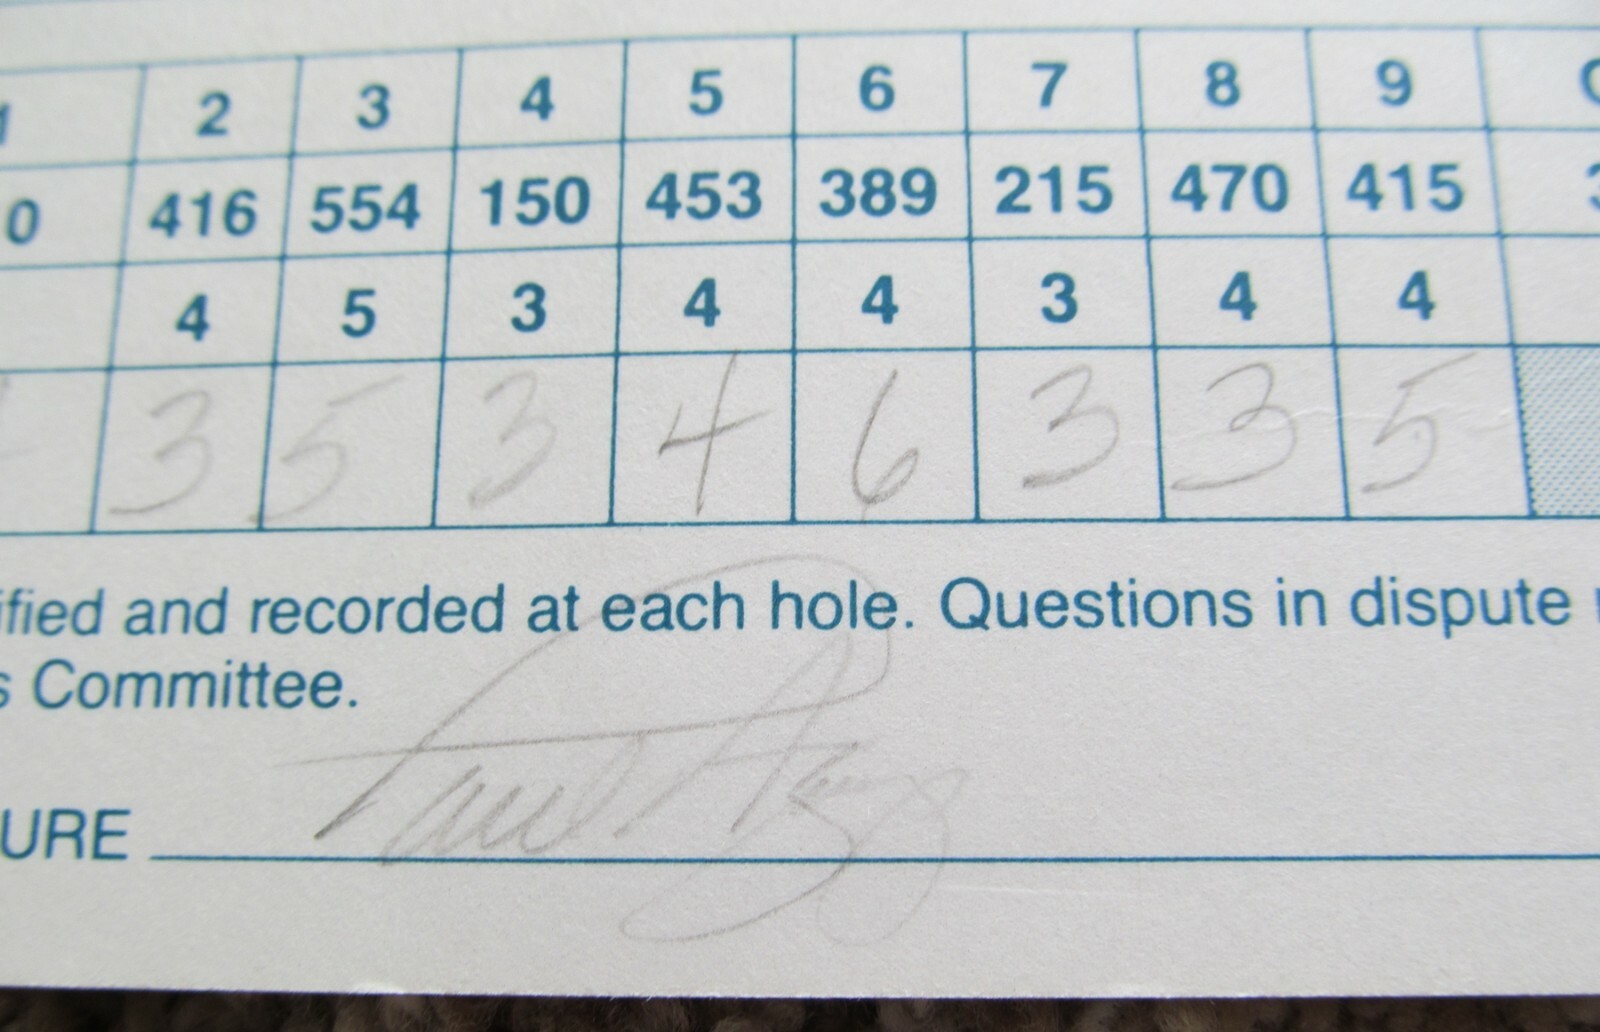 1 2 3 4 5 6 7 8 9
0 416 554 150 453 389 215 470 415
4 5 3 4 4 3 4 4
3 5 3 4 6 3 3 5
ified and recorded at each hole. Questions in dispute
s Committee.
URE Paul